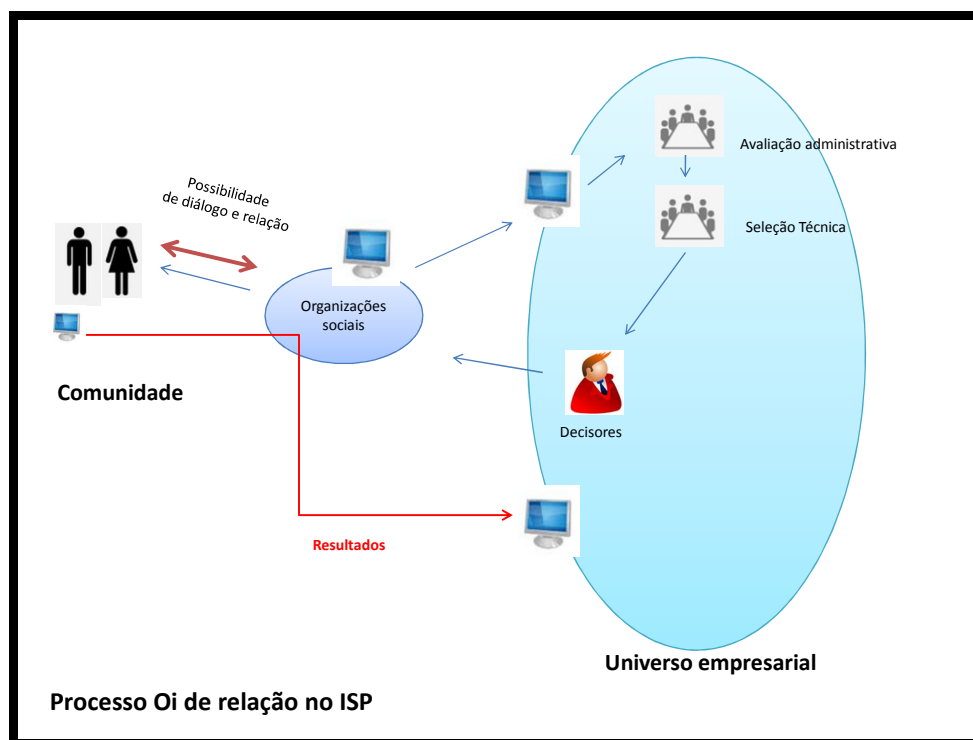 Avaliação administrativa
Possibilidade
de diálogo e relação
Seleção Técnica
Organizações
sociais
Comunidade
Decisores
Resultados
Universo empresarial
Processo Oi de relação no ISP